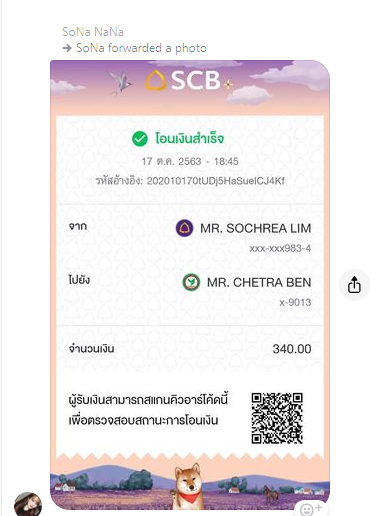 SoNa NaNa
SoNa forwarded a photo
SCB
โอนเงินสำเร็จ
17 ต.ค. 2563 - 18:45
รหัสอ้างอิง: 202010170tUDj5HaSuelCJ4Kf
จาก
MR. SOCHREA LIM
xxx-xxx983-4
ไปยัง
MR. CHETRA BEN
x-9013
จำนวนเงิน 340.00
ผู้รับเงินสามารถสแกนคิวอาร์โค้ดนี้
เพื่อตรวจสอบสถานะการโอนเงิน